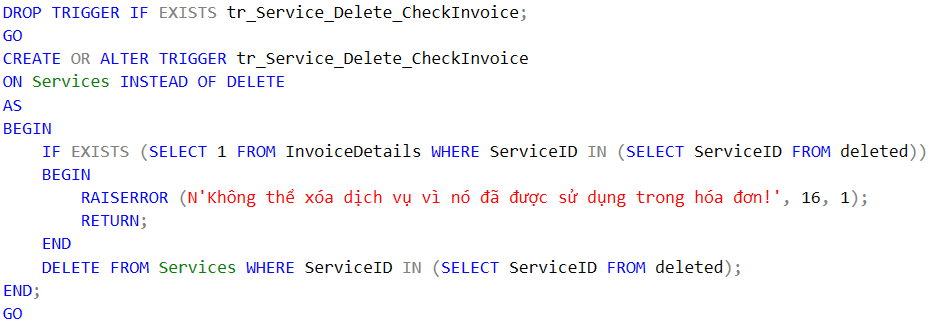 DROP TRIGGER IF EXISTS tr_Service_Delete_CheckInvoice;
GO
CREATE OR ALTER TRIGGER tr_Service_Delete_CheckInvoice
ON Services INSTEAD OF DELETE
AS
BEGIN
    IF EXISTS (SELECT 1 FROM InvoiceDetails WHERE ServiceID IN (SELECT ServiceID FROM deleted))
    BEGIN
        RAISERROR (N'Không thể xóa dịch vụ vì nó đã được sử dụng trong hóa đơn!', 16, 1);
        RETURN;
    END
    DELETE FROM Services WHERE ServiceID IN (SELECT ServiceID FROM deleted);
END;
GO